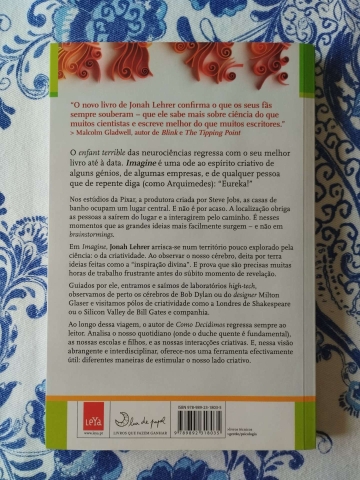 "O novo livro de Jonah Lehrer confirma o que os seus fãs
sempre souberam – que ele sabe mais sobre ciência do que
muitos cientistas e escreve melhor do que muitos escritores."
> Malcolm Gladwell, autor de Blink e The Tipping Point
O enfant terrible das neurociências regressa com o seu melhor
livro até à data. Imagine é uma ode ao espírito criativo de
alguns génios, de algumas empresas, e de qualquer pessoa
que de repente diga (como Arquimedes): "Eureka!"
Nos estúdios da Pixar, a produtora criada por Steve Jobs, as casas de
banho ocupam um lugar central. E não é por acaso. A localização obriga
as pessoas a saírem do lugar e a interagirem pelo caminho. É nesses
momentos que as grandes ideias mais facilmente surgem – e não em
brainstormings.
Em Imagine, Jonah Lehrer arrisca-se num território pouco explorado pela
ciência: o da criatividade. Ao observar o nosso cérebro, deita por terra
ideias feitas como a "inspiração divina". E prova que são precisas muitas
horas de trabalho frustrante antes do súbito momento de revelação.
Guiados por ele, entramos e saímos de laboratórios high-tech,
observamos de perto os cérebros de Bob Dylan ou do designer Milton
Glaser e visitamos pólos de criatividade como a Londres de Shakespeare
ou o Silicon Valley de Bill Gates e companhia.
Ao longo dessa viagem, o autor de Como Decidimos regressa sempre ao
leitor. Analisa o nosso quotidiano (onde o duche quente é fundamental),
as nossas escolas e filhos, e as nossas interacções criativas. E, nessa visão
abrangente e interdisciplinar, oferece-nos uma ferramenta efectivamente
útil: diferentes maneiras de estimular o nosso lado criativo.
LeYa
Lua de papel
LIVROS QUE FAZEM GANHAR